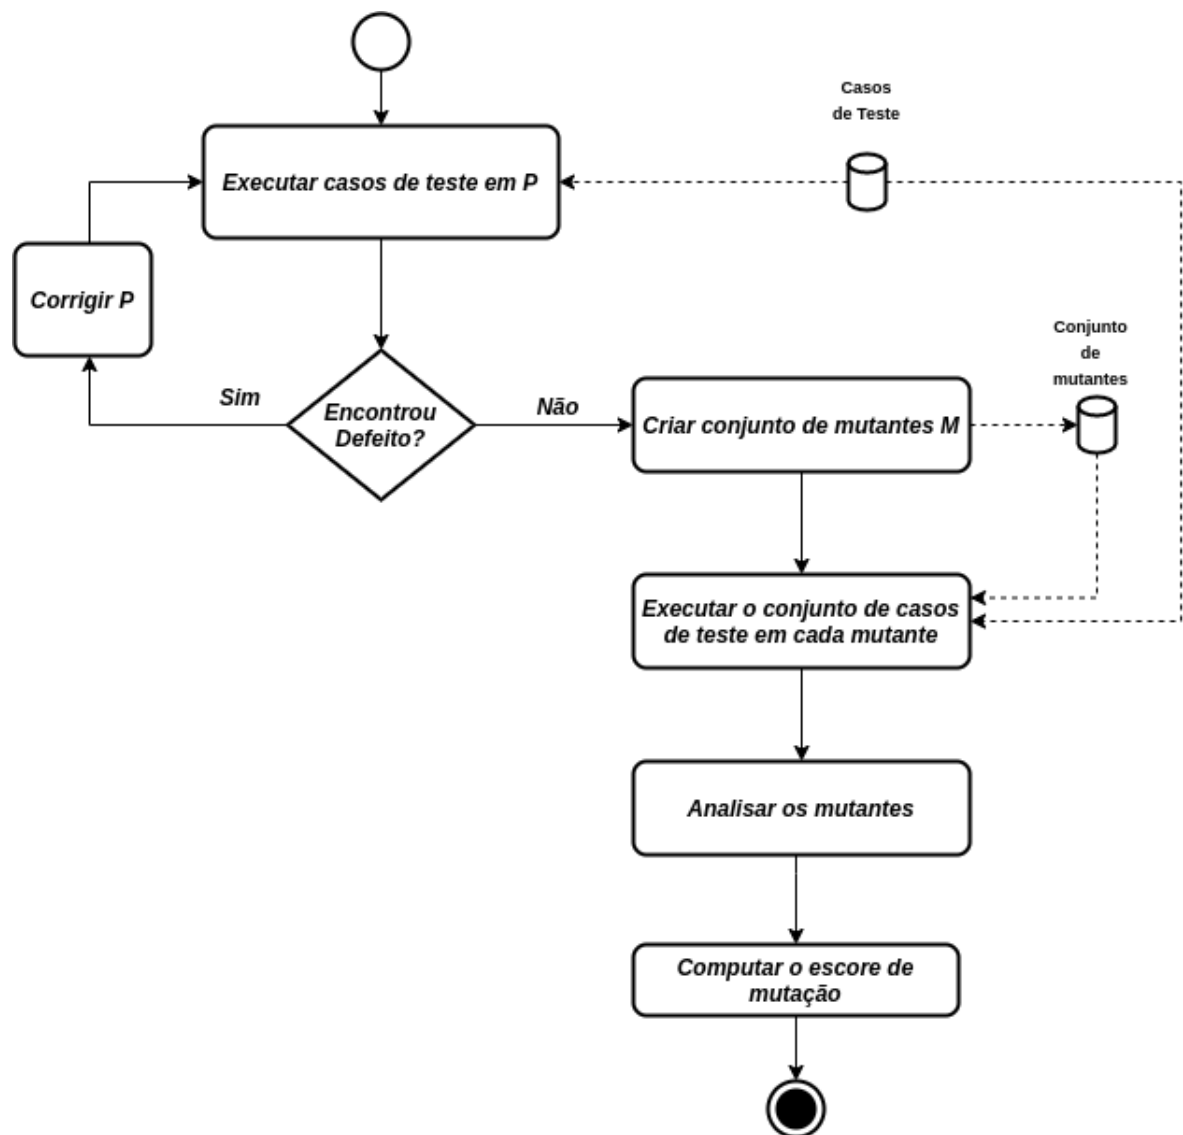 Casos
de Teste
Executar casos de teste em P
Corrigir P
Sim
Encontrou
Defeito?
Não
Conjunto
de
mutantes
Criar conjunto de mutantes M
Executar o conjunto de casos
de teste em cada mutante
Analisar os mutantes
Computar o escore de
mutação